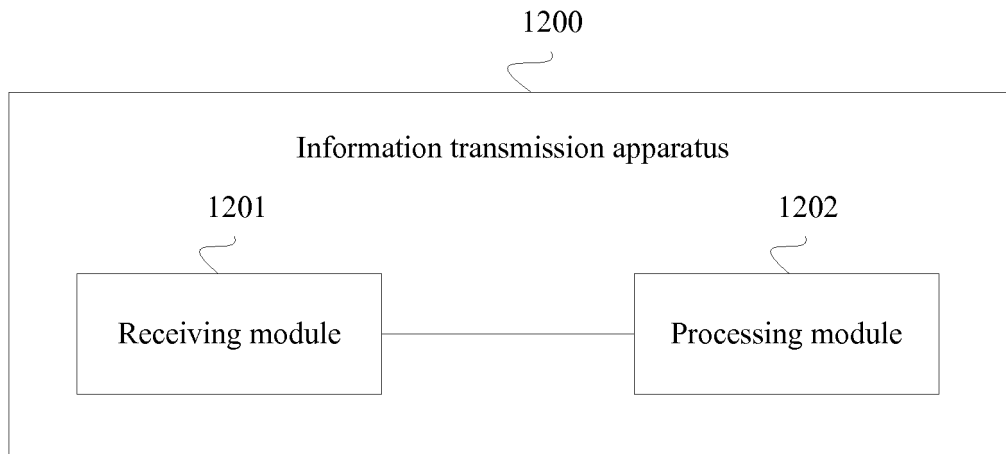 1200
Information transmission apparatus
1201
1202
Receiving module
Processing module